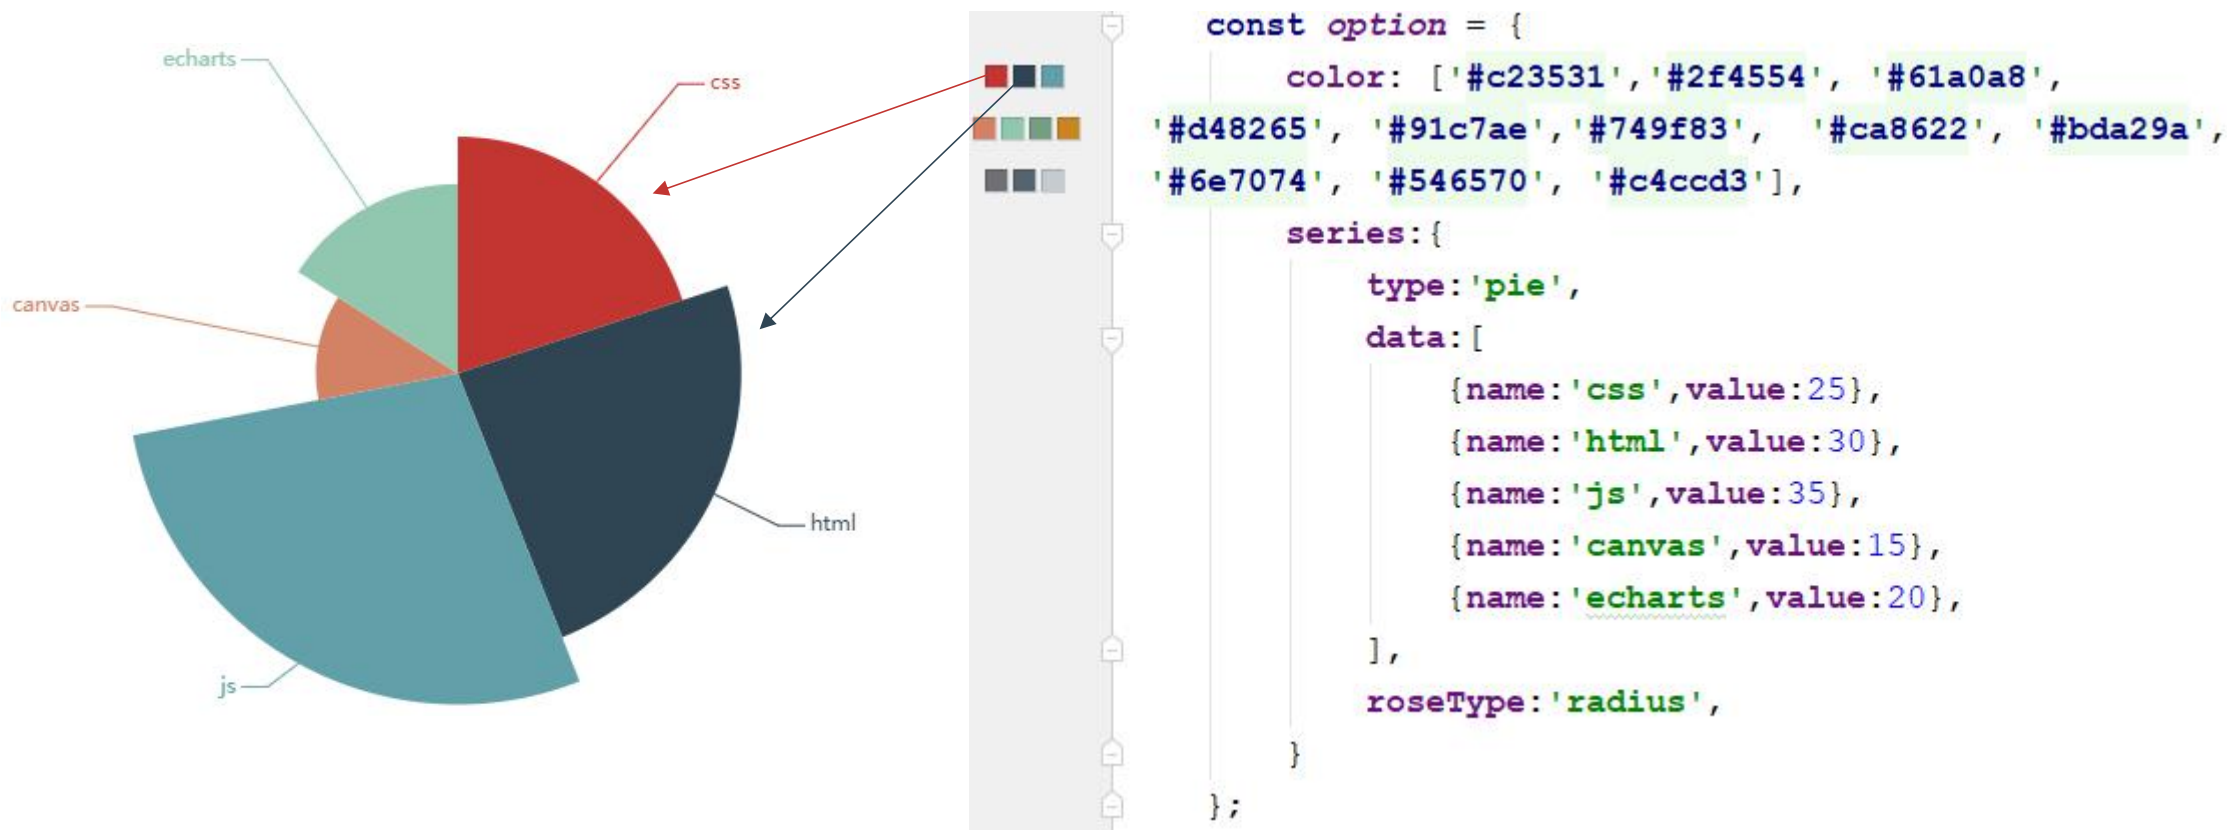 echarts
css
canvas
html
js
const option = {
color: ['#c23531','#2f4554', '#61a0a8',
'#d48265', '#91c7ae','#749f83', '#ca8622', '#bda29a',
'#6e7074', '#546570', '#c4ccd3'],
series:{
type:'pie',
data:[
{name:'css',value:25},
{name:'html',value:30},
{name:'js',value:35},
{name:'canvas',value:15},
{name:'echarts',value:20},
],
roseType:'radius',
}
};